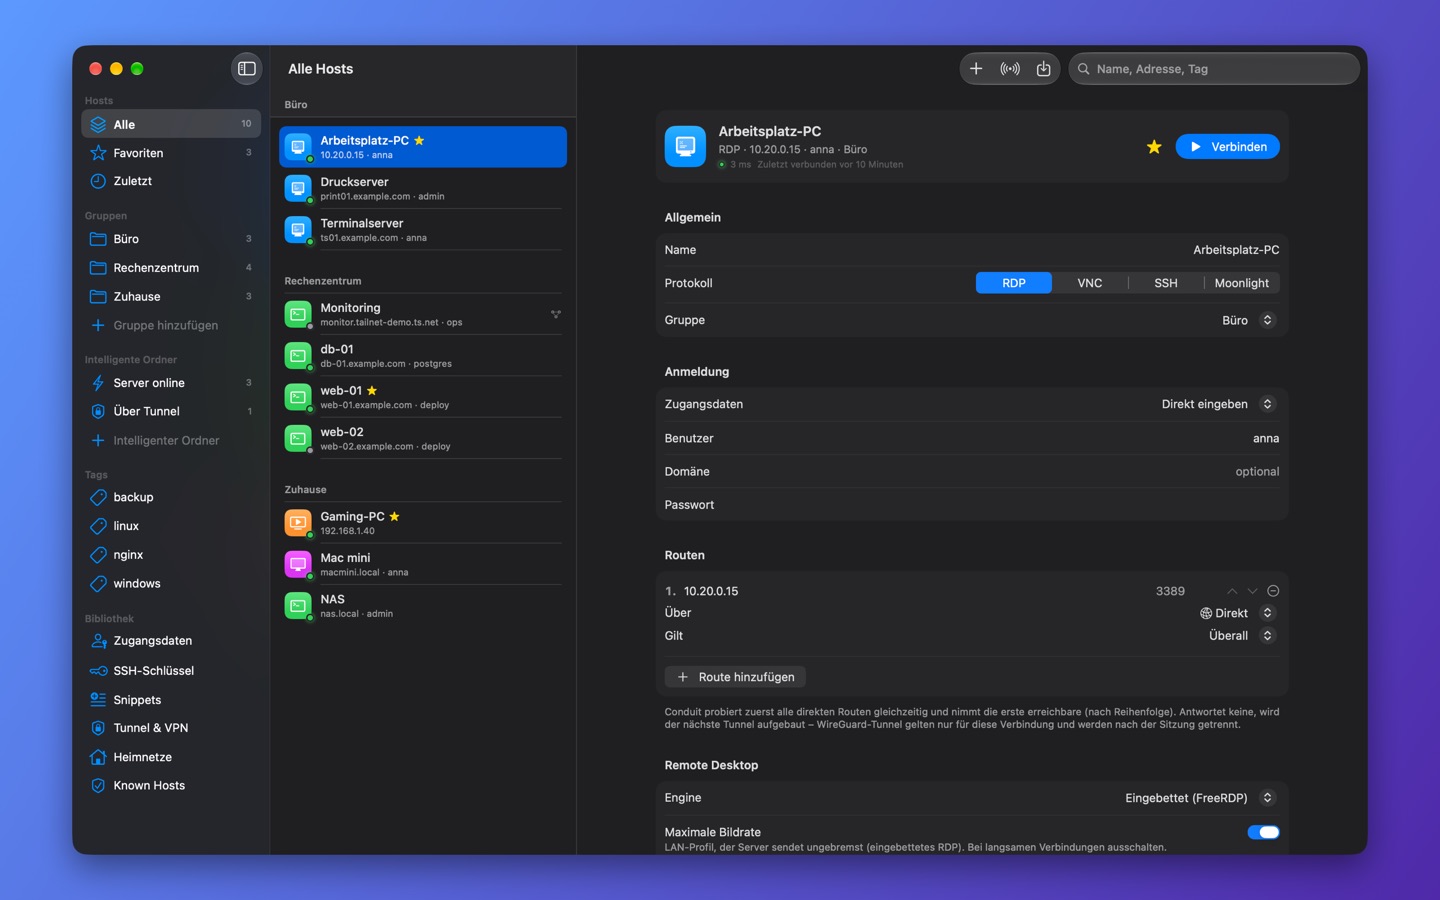 Hosts
Alle 10
Favoriten 3
Zuletzt
Gruppen
Büro 3
Rechenzentrum 4
Zuhause 3
Gruppe hinzufügen
Intelligente Ordner
Server online 3
Über Tunnel 1
Intelligenter Ordner
Tags
backup
linux
nginx
windows
Bibliothek
Zugangsdaten
SSH-Schlüssel
Snippets
Tunnel & VPN
Heimnetze
Known Hosts
Alle Hosts
Büro
Arbeitsplatz-PC
10.20.0.15 · anna
Druckserver
print01.example.com · admin
Terminalserver
ts01.example.com · anna
Rechenzentrum
Monitoring
monitor.tailnet-demo.ts.net · ops
db-01
db-01.example.com · postgres
web-01
web-01.example.com · deploy
web-02
web-02.example.com · deploy
Zuhause
Gaming-PC
192.168.1.40
Mac mini
macmini.local · anna
NAS
nas.local · admin
Name, Adresse, Tag
Arbeitsplatz-PC
RDP · 10.20.0.15 · anna · Büro
3 ms Zuletzt verbunden vor 10 Minuten
Verbinden
Allgemein
Name Arbeitsplatz-PC
Protokoll RDP VNC SSH Moonlight
Gruppe Büro
Anmeldung
Zugangsdaten Direkt eingeben
Benutzer anna
Domäne optional
Passwort
Routen
1. 10.20.0.15 3389
Über Direkt
Gilt Überall
Route hinzufügen
Conduit probiert zuerst alle direkten Routen gleichzeitig und nimmt die erste erreichbare (nach Reihenfolge). Antwortet keine, wird
der nächste Tunnel aufgebaut – WireGuard-Tunnel gelten nur für diese Verbindung und werden nach der Sitzung getrennt.
Remote Desktop
Engine Eingebettet (FreeRDP)
Maximale Bildrate
LAN-Profil, der Server sendet ungebremst (eingebettetes RDP). Bei langsamen Verbindungen ausschalten.